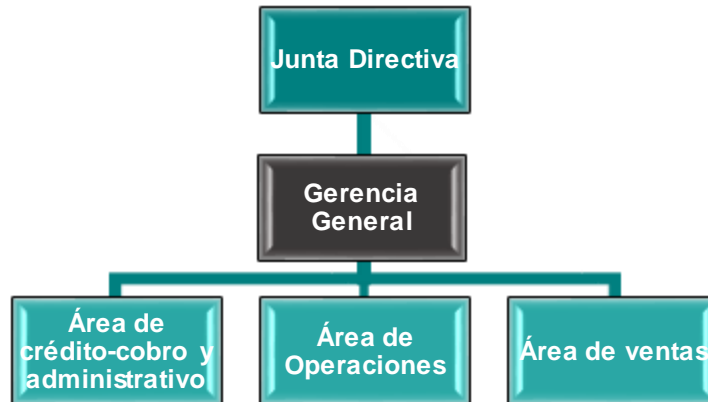 Junta Directiva
Gerencia
General
Área de
crédito-cobro y
administrativo
Área de
Operaciones
Área de ventas